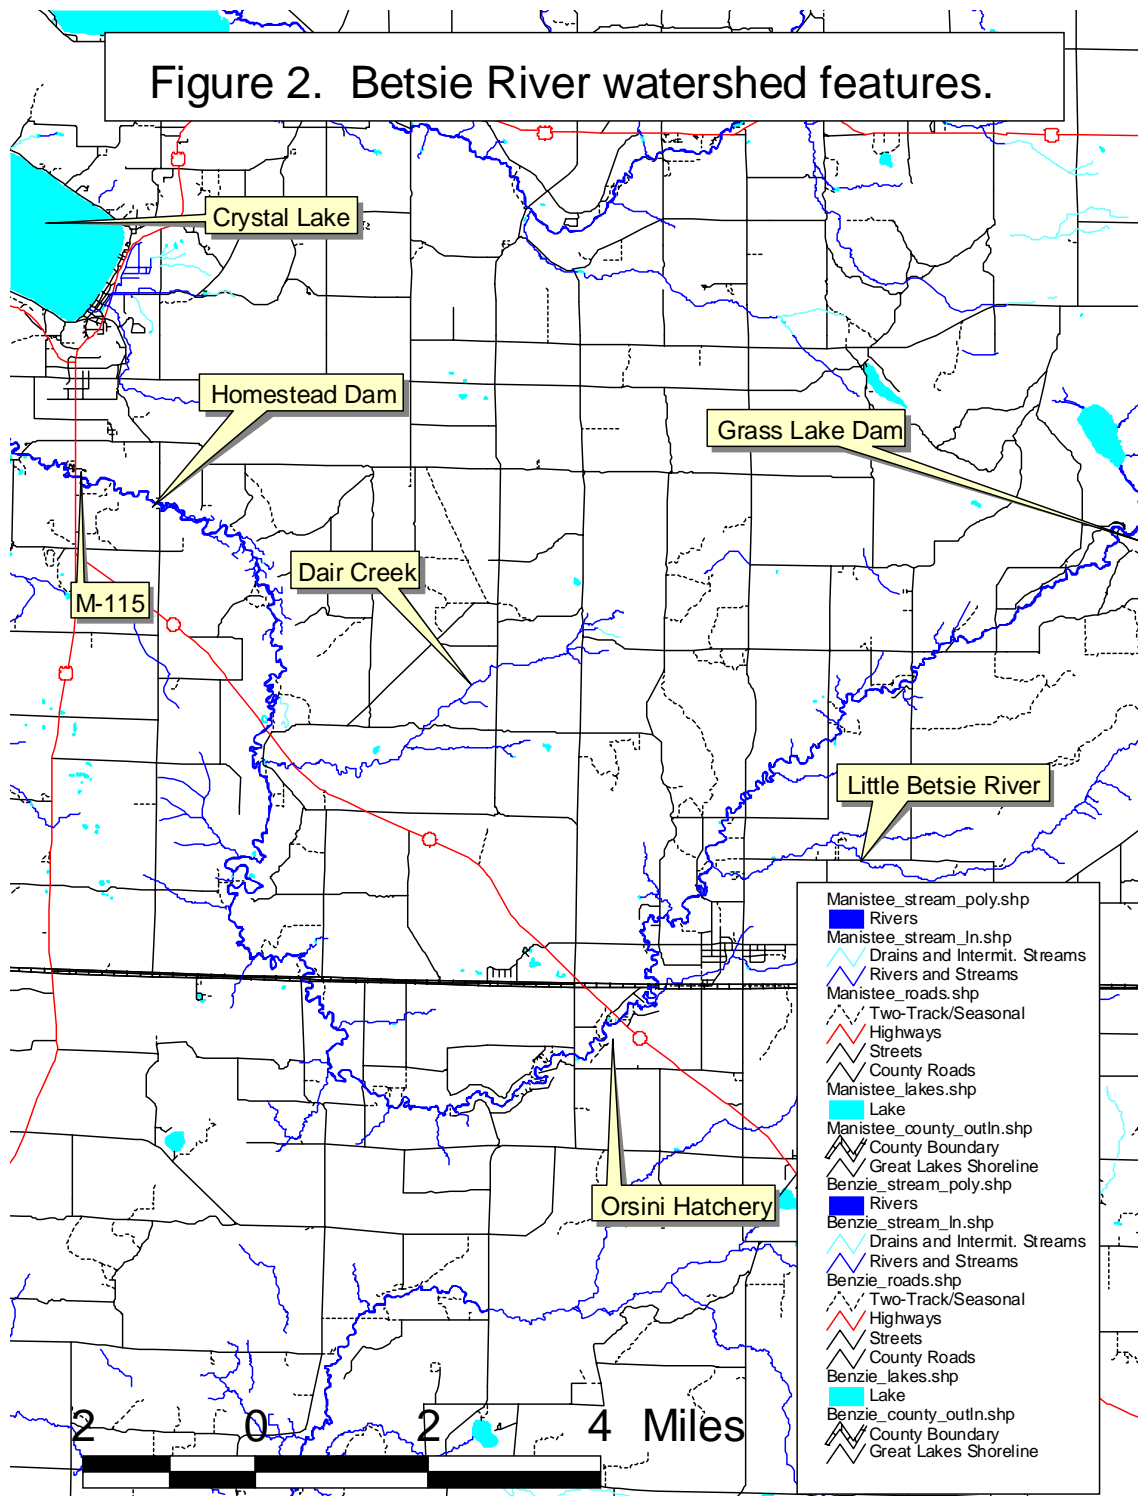 Figure 2.  Betsie River watershed features.
Crystal Lake
Homestead Dam
Grass Lake Dam
Dair Creek
M-115
Little Betsie River
Orsini Hatchery
Manistee_stream_poly.shp
Rivers
Manistee_stream_ln.shp
Drains and Intermit. Streams
Rivers and Streams
Manistee_roads.shp
Two-Track/Seasonal
Highways
Streets
County Roads
Manistee_lakes.shp
Lake
Manistee_county_outln.shp
County Boundary
Great Lakes Shoreline
Benzie_stream_poly.shp
Rivers
Benzie_stream_ln.shp
Drains and Intermit. Streams
Rivers and Streams
Benzie_roads.shp
Two-Track/Seasonal
Highways
Streets
County Roads
Benzie_lakes.shp
Lake
Benzie_county_outln.shp
County Boundary
Great Lakes Shoreline
2 0 2 4 Miles